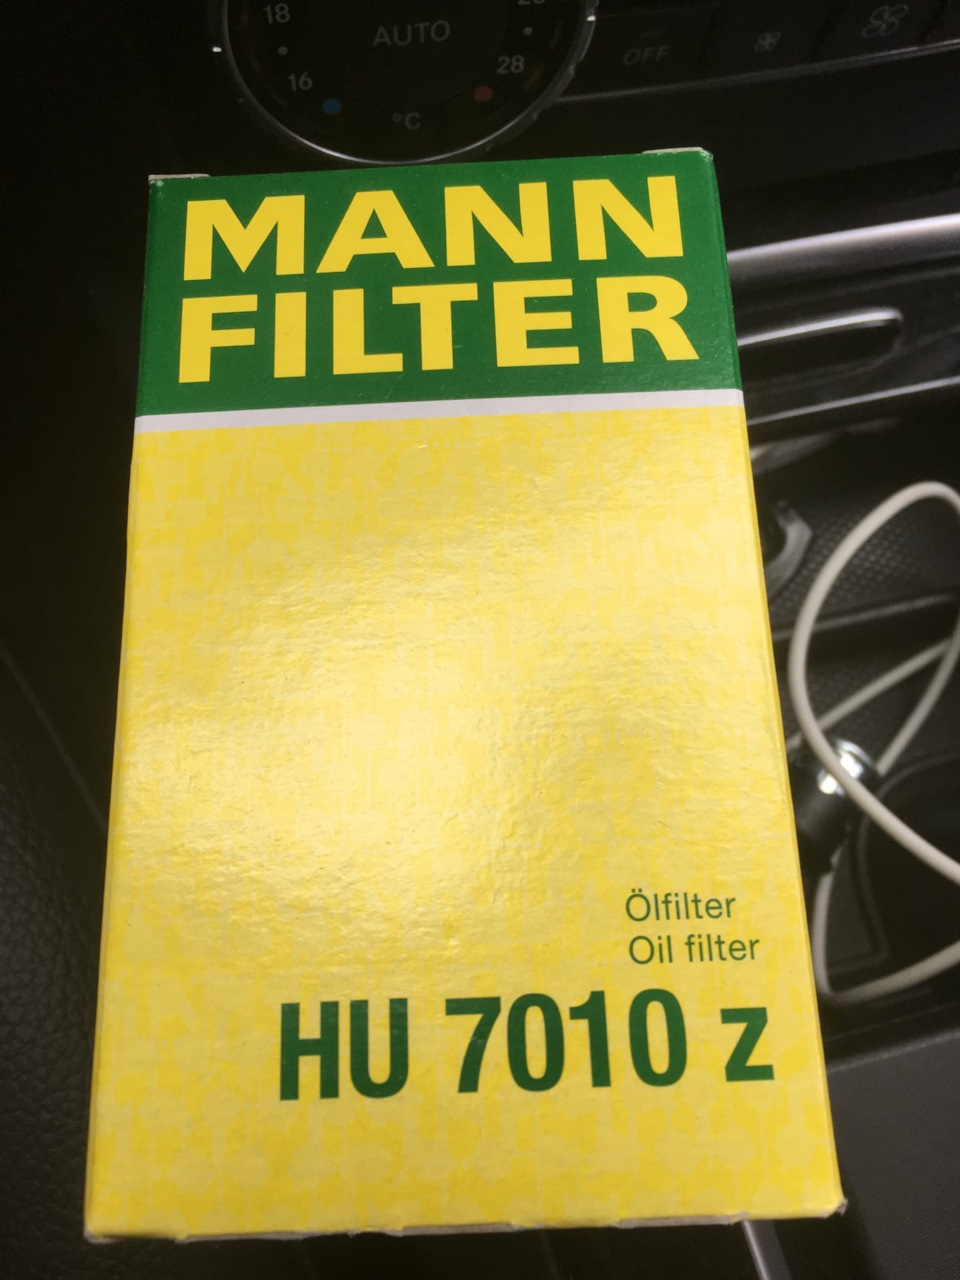 18
AUTO
OFF
16
28
°C
MANN
FILTER
Ölfilter
Oil filter
HU 7010 z